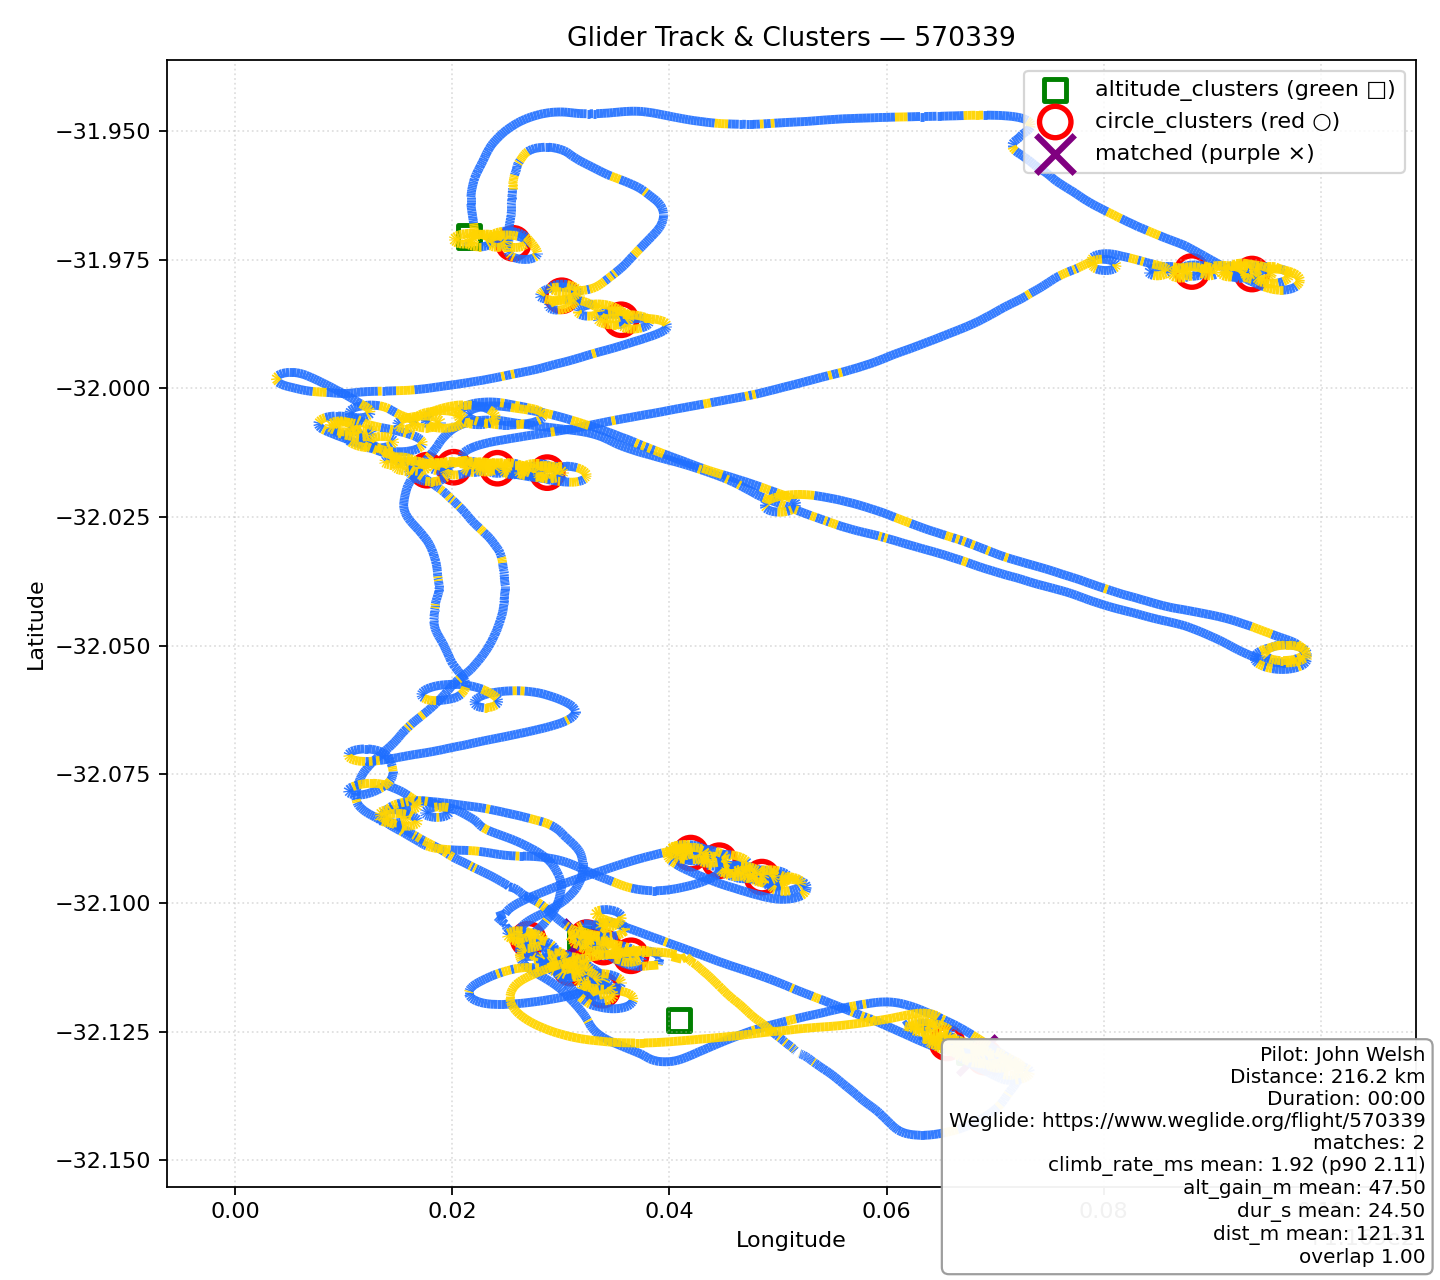 Glider Track & Clusters — 570339
altitude_clusters (green □)
circle_clusters (red ○)
matched (purple ×)
Latitude
−31.950
−31.975
−32.000
−32.025
−32.050
−32.075
−32.100
−32.125
−32.150
0.00
0.02
0.04
0.06
0.08
Longitude
Pilot: John Welsh
Distance: 216.2 km
Duration: 00:00
Weglide: https://www.weglide.org/flight/570339
matches: 2
climb_rate_ms mean: 1.92 (p90 2.11)
alt_gain_m mean: 47.50
dur_s mean: 24.50
dist_m mean: 121.31
overlap 1.00